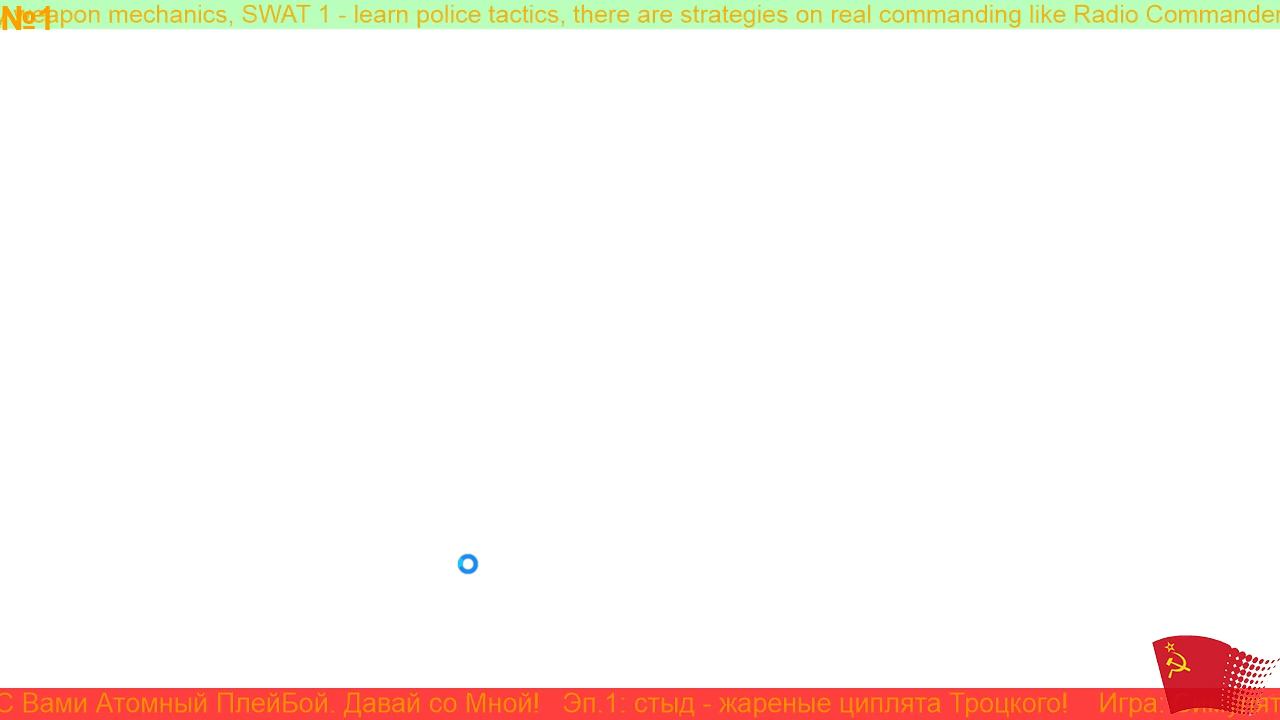 №1
weapon mechanics, SWAT 1 - learn police tactics, there are strategies on real commanding like Radio Commander
С Вами Атомный ПлейБой. Давай со Мной! Эп.1: стыд - жареные циплята Троцкого! Игра: